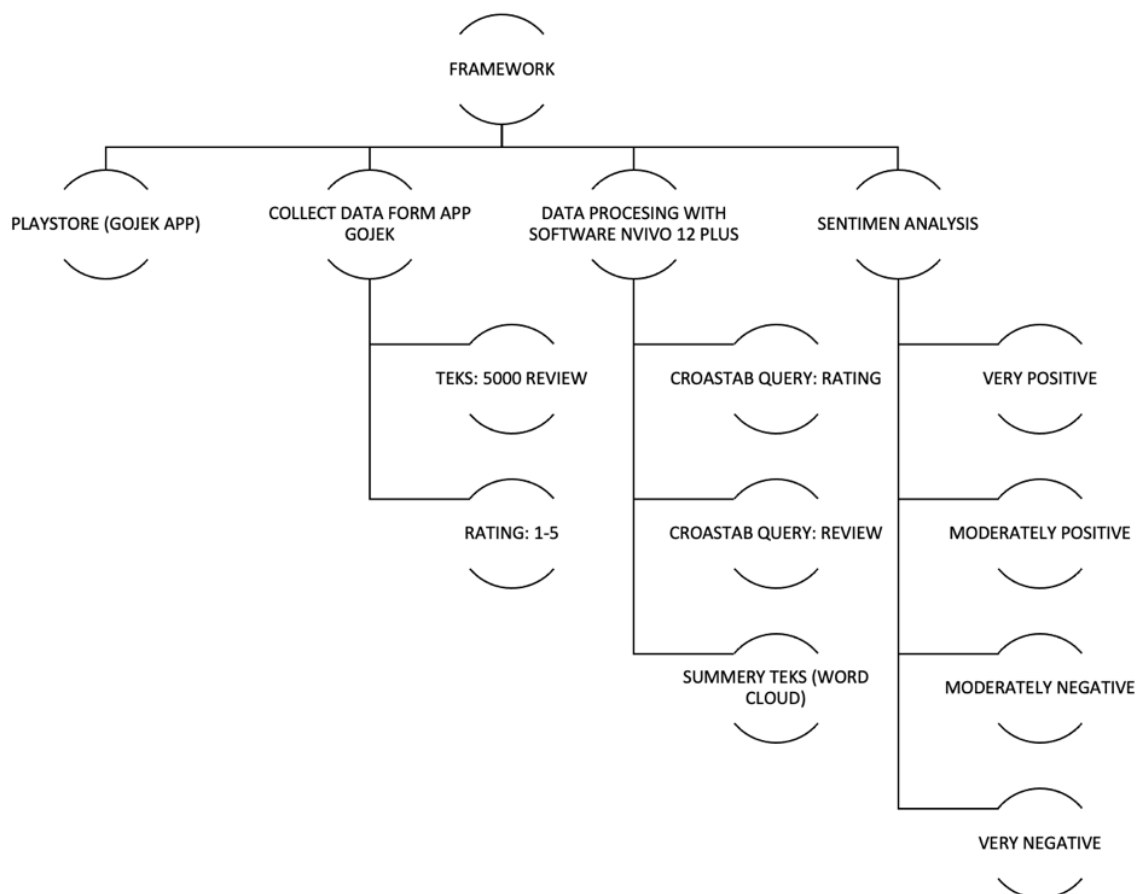 FRAMEWORK
PLAYSTORE (GOJEK APP)
COLLECT DATA FORM APP
GOJEK
DATA PROCESING WITH
SOFTWARE NVIVO 12 PLUS
SENTIMEN ANALYSIS
TEKS: 5000 REVIEW
RATING: 1-5
CROASTAB QUERY: RATING
CROASTAB QUERY: REVIEW
SUMMERY TEKS (WORD
CLOUD)
VERY POSITIVE
MODERATELY POSITIVE
MODERATELY NEGATIVE
VERY NEGATIVE